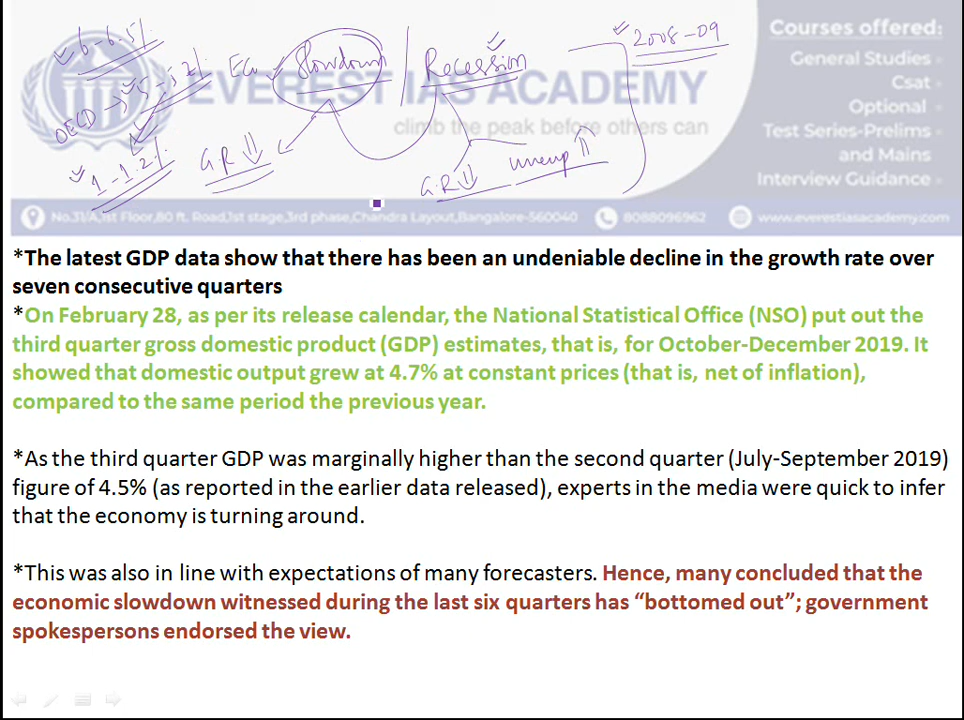 6-6.5%
OECD → 5-5.2%
1-1.2%
Eco Slowdown / Recession
2008-09
G.R ↓↓
G.R ↓↓ unemp ↑↑
EVEREST IAS ACADEMY
climb the peak before others can
Courses offered:
General Studies
Csat
Optional
Test Series-Prelims
and Mains
Interview Guidance
No.31/A,1st Floor,80 ft. Road,1st stage,3rd phase,Chandra Layout,Bangalore-560040
8088096962
www.everestiasacademy.com
*The latest GDP data show that there has been an undeniable decline in the growth rate over
seven consecutive quarters
*On February 28, as per its release calendar, the National Statistical Office (NSO) put out the
third quarter gross domestic product (GDP) estimates, that is, for October-December 2019. It
showed that domestic output grew at 4.7% at constant prices (that is, net of inflation),
compared to the same period the previous year.
*As the third quarter GDP was marginally higher than the second quarter (July-September 2019)
figure of 4.5% (as reported in the earlier data released), experts in the media were quick to infer
that the economy is turning around.
*This was also in line with expectations of many forecasters. Hence, many concluded that the
economic slowdown witnessed during the last six quarters has “bottomed out”; government
spokespersons endorsed the view.